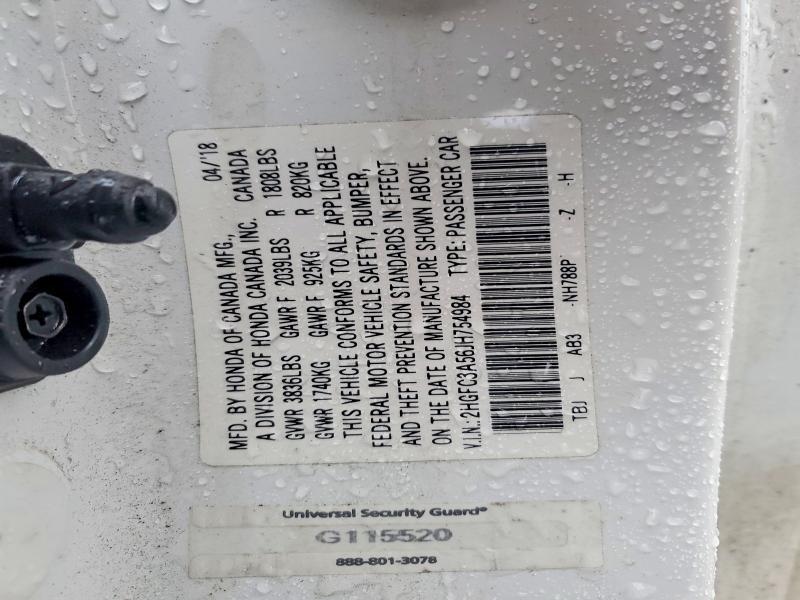 MFD. BY HONDA OF CANADA MFG., 04/'18
A DIVISION OF HONDA CANADA INC. CANADA
GVWR 3836LBS GAWR F 2039LBS R 1808LBS
GVWR 1740KG GAWR F 925KG R 820KG
THIS VEHICLE CONFORMS TO ALL APPLICABLE
FEDERAL MOTOR VEHICLE SAFETY, BUMPER,
AND THEFT PREVENTION STANDARDS IN EFFECT
ON THE DATE OF MANUFACTURE SHOWN ABOVE.
V.I.N.: 2HGFC3A56JH754984 TYPE: PASSENGER CAR
TBJ J AB3 -NH788P -Z -H
Universal Security Guard®
G115520
888-801-3078